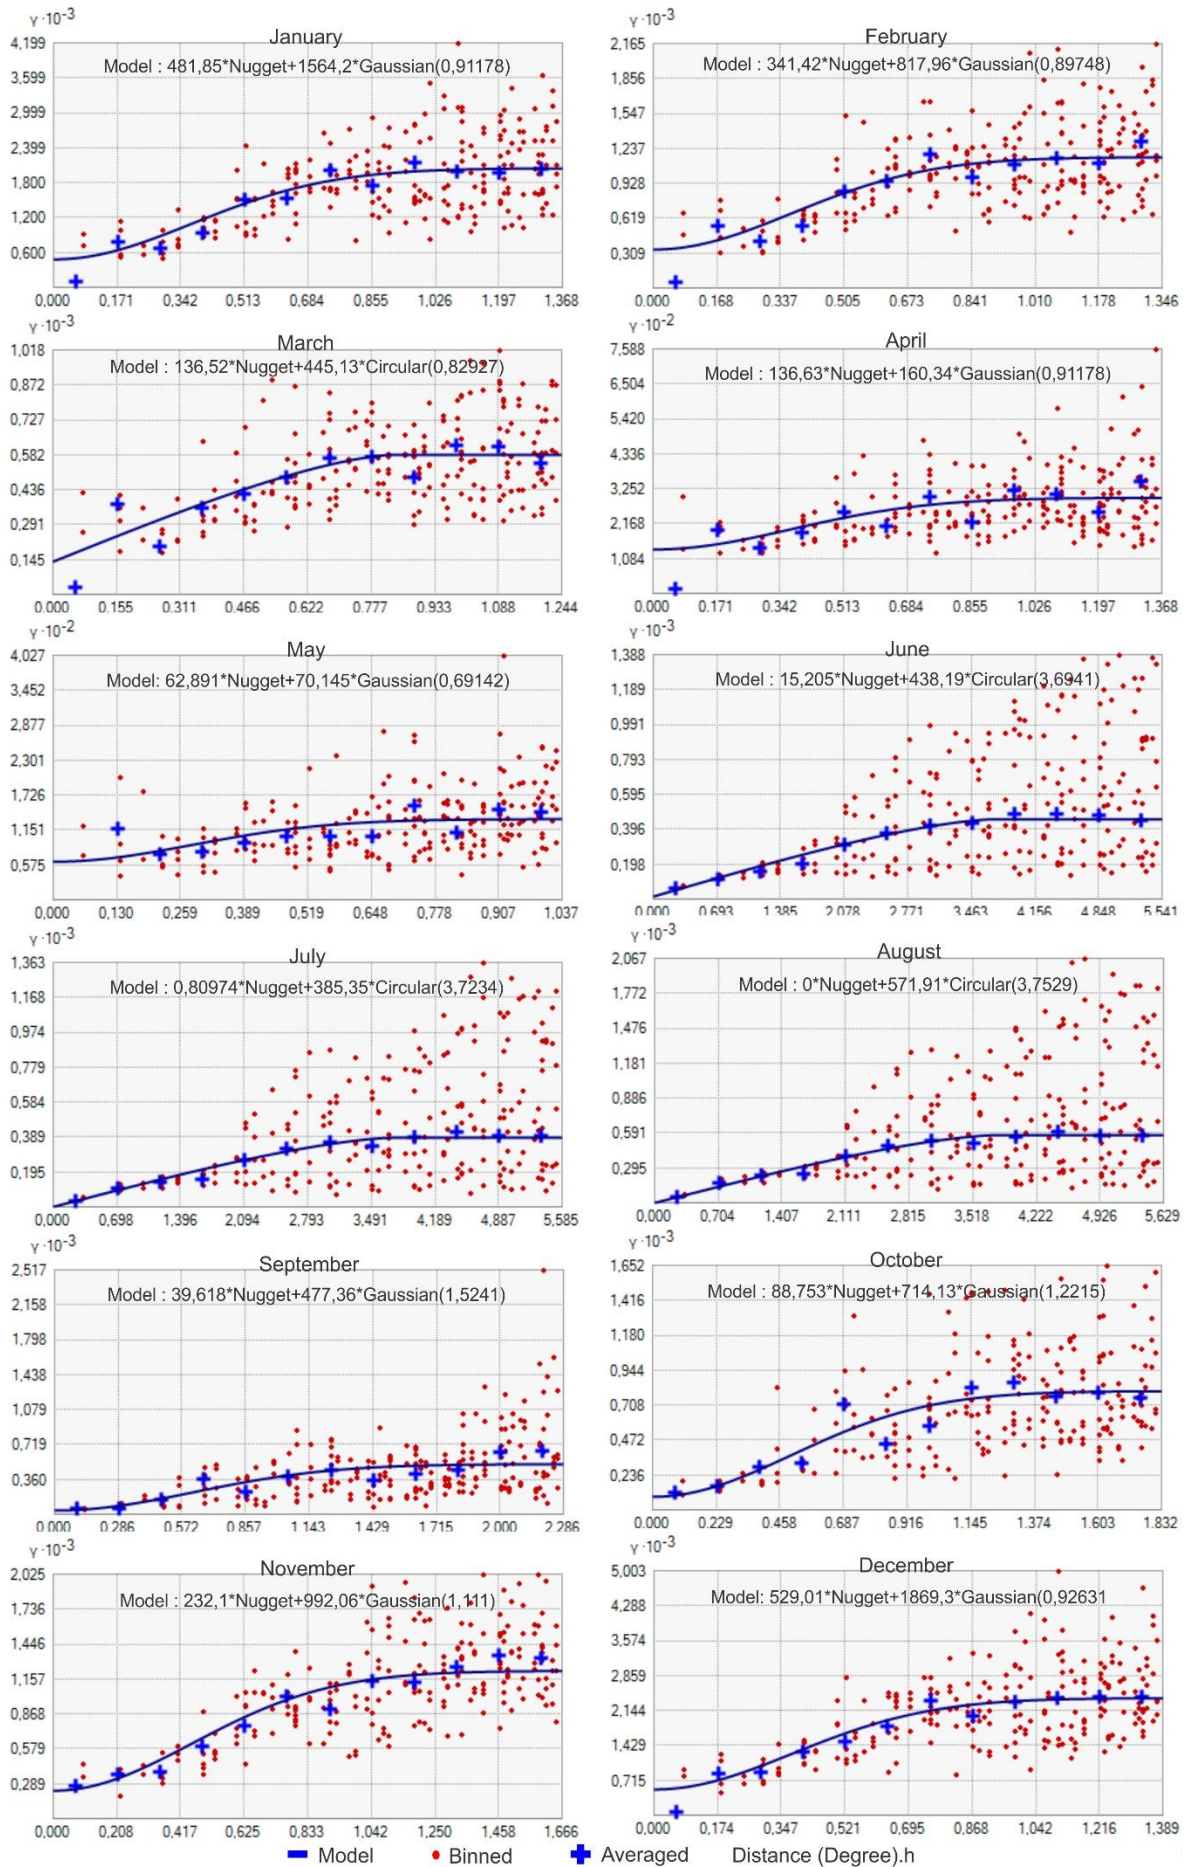 γ ·10⁻³
January
Model : 481,85*Nugget+1564,2*Gaussian(0,91178)
4,199
3,599
2,999
2,399
1,800
1,200
0,600
0,000 0,171 0,342 0,513 0,684 0,855 1,026 1,197 1,368
γ ·10⁻³
February
Model : 341,42*Nugget+817,96*Gaussian(0,89748)
2,165
1,856
1,547
1,237
0,928
0,619
0,309
0,000 0,168 0,337 0,505 0,673 0,841 1,010 1,178 1,346
γ ·10⁻³
March
Model : 136,52*Nugget+445,13*Circular(0,82927)
1,018
0,872
0,727
0,582
0,436
0,291
0,145
0.000 0.155 0.311 0.466 0.622 0.777 0.933 1.088 1.244
γ ·10⁻²
April
Model : 136,63*Nugget+160,34*Gaussian(0,91178)
7.588
6,504
5,420
4,336
3,252
2,168
1,084
0.000 0.171 0.342 0.513 0.684 0.855 1.026 1.197 1.368
γ ·10⁻²
May
Model: 62,891*Nugget+70,145*Gaussian(0,69142)
4,027
3,452
2,877
2,301
1,726
1,151
0,575
0,000 0,130 0,259 0,389 0,519 0,648 0,778 0,907 1,037
γ ·10⁻³
June
Model : 15,205*Nugget+438,19*Circular(3,6941)
1,388
1,189
0,991
0,793
0,595
0,396
0,198
0.000 0.693 1.385 2.078 2.771 3.463 4.156 4.848 5.541
γ ·10⁻³
July
Model : 0,80974*Nugget+385,35*Circular(3,7234)
1,363
1,168
0,974
0,779
0,584
0,389
0,195
0,000 0,698 1,396 2,094 2,793 3,491 4,189 4,887 5,585
γ ·10⁻³
August
Model : 0*Nugget+571,91*Circular(3,7529)
2,067
1,772
1,476
1,181
0,886
0,591
0,295
0,000 0,704 1,407 2,111 2,815 3,518 4,222 4,926 5,629
γ ·10⁻³
September
Model : 39,618*Nugget+477,36*Gaussian(1,5241)
2,517
2,158
1,798
1,438
1,079
0,719
0,360
0.000 0.286 0.572 0.857 1.143 1.429 1.715 2.000 2.286
γ ·10⁻³
October
Model : 88,753*Nugget+714,13*Gaussian(1,2215)
1,652
1,416
1,180
0,944
0,708
0,472
0,236
0.000 0.229 0.458 0.687 0.916 1.145 1.374 1.603 1.832
γ ·10⁻³
November
Model : 232,1*Nugget+992,06*Gaussian(1,111)
2,025
1,736
1,446
1,157
0,868
0,579
0,289
0,000 0,208 0,417 0,625 0,833 1,042 1,250 1,458 1,666
γ ·10⁻³
December
Model: 529,01*Nugget+1869,3*Gaussian(0,92631
5,003
4,288
3,574
2,859
2,144
1,429
0,715
0,000 0,174 0,347 0,521 0,695 0,868 1,042 1,216 1,389
Model Binned Averaged Distance (Degree).h